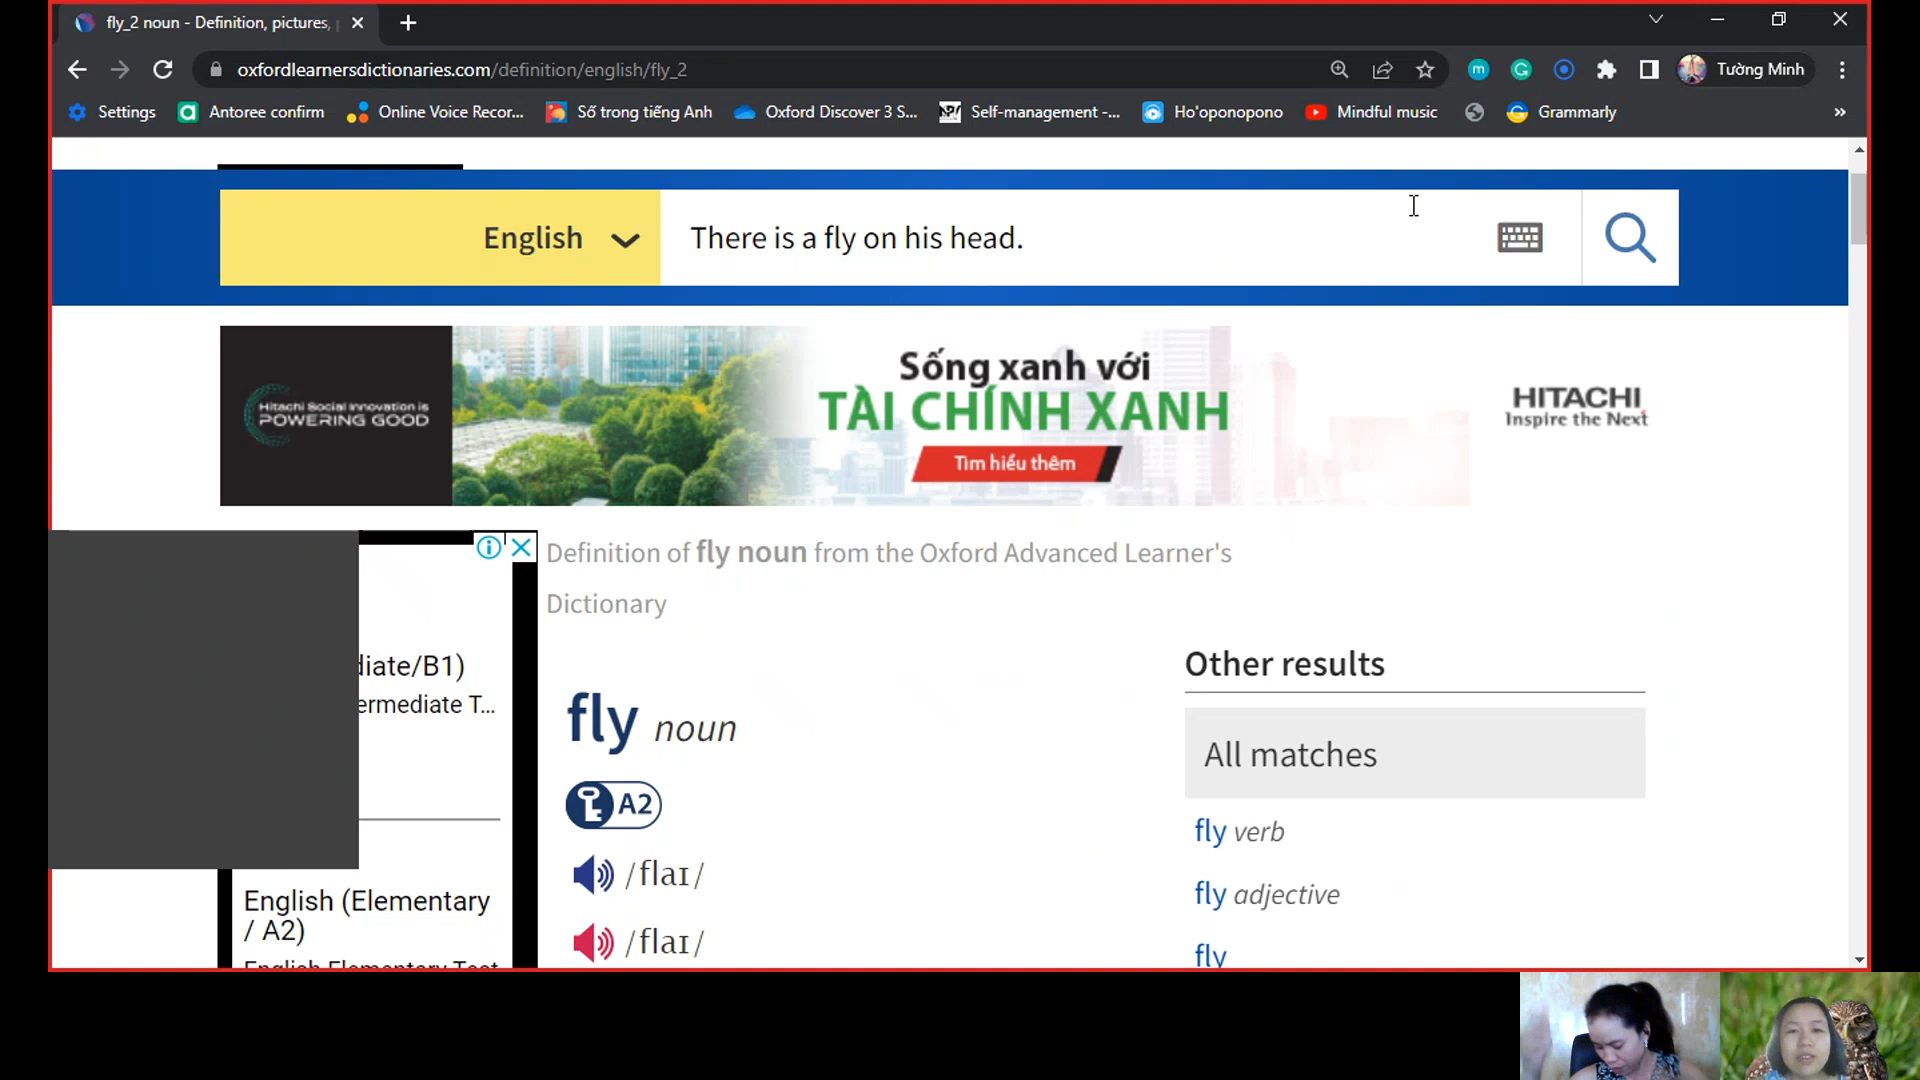 fly_2 noun - Definition, pictures,
oxfordlearnersdictionaries.com/definition/english/fly_2
Tường Minh
Settings
Antoree confirm
Online Voice Recor...
Số trong tiếng Anh
Oxford Discover 3 S...
Self-management -...
Ho'oponopono
Mindful music
Grammarly
English
There is a fly on his head.
Hitachi Social Innovation is
POWERING GOOD
Sống xanh với
TÀI CHÍNH XANH
Tìm hiểu thêm
HITACHI
Inspire the Next
Definition of fly noun from the Oxford Advanced Learner's
Dictionary
diate/B1)
ermediate T...
English (Elementary
/ A2)
English Elementary Test
fly noun
A2
/flaɪ/
/flaɪ/
Other results
All matches
fly verb
fly adjective
fly